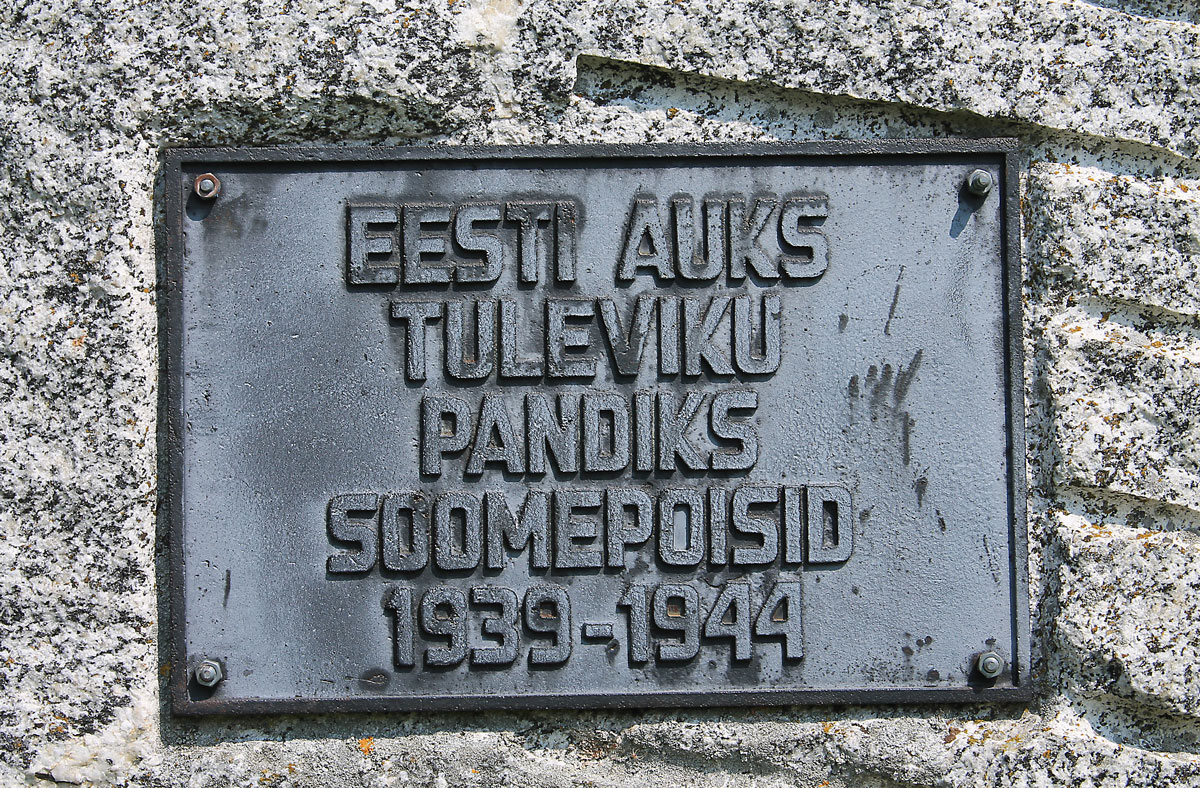 EESTI AUKS
TULEVIKU
PANDIKS
SOOMEPOISID
1939-1944